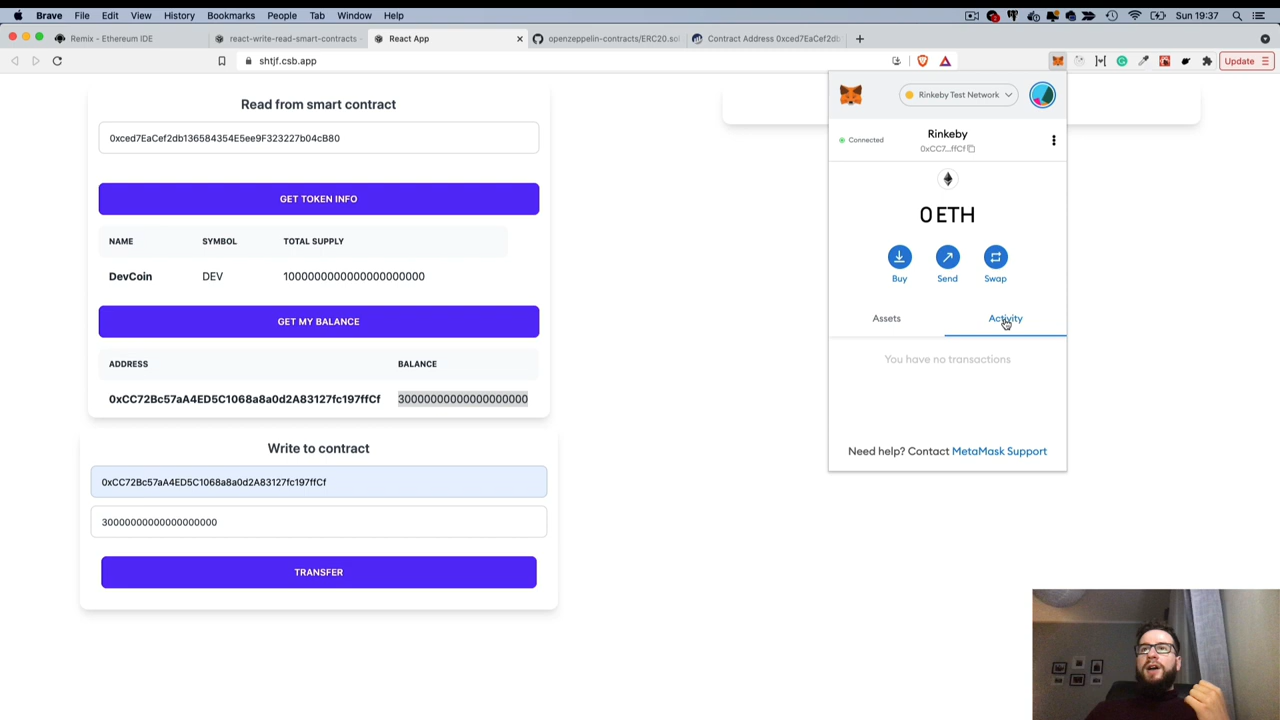 Brave File Edit View History Bookmarks People Tab Window Help Sun 19:37
Remix - Ethereum IDE react-write-read-smart-contracts React App openzeppelin-contracts/ERC20.sol Contract Address 0xced7EaCef2db
shtjf.csb.app Update
Read from smart contract
0xced7EaCef2db136584354E5ee9F323227b04cB80
GET TOKEN INFO
NAME SYMBOL TOTAL SUPPLY
DevCoin DEV 1000000000000000000000
GET MY BALANCE
ADDRESS BALANCE
0xCC72Bc57aA4ED5C1068a8a0d2A83127fc197ffCf 30000000000000000000
Write to contract
0xCC72Bc57aA4ED5C1068a8a0d2A83127fc197ffCf
30000000000000000000
TRANSFER
Rinkeby Test Network
Connected
Rinkeby
0xCC7...ffCf
0 ETH
Buy Send Swap
Assets Activity
You have no transactions
Need help? Contact MetaMask Support